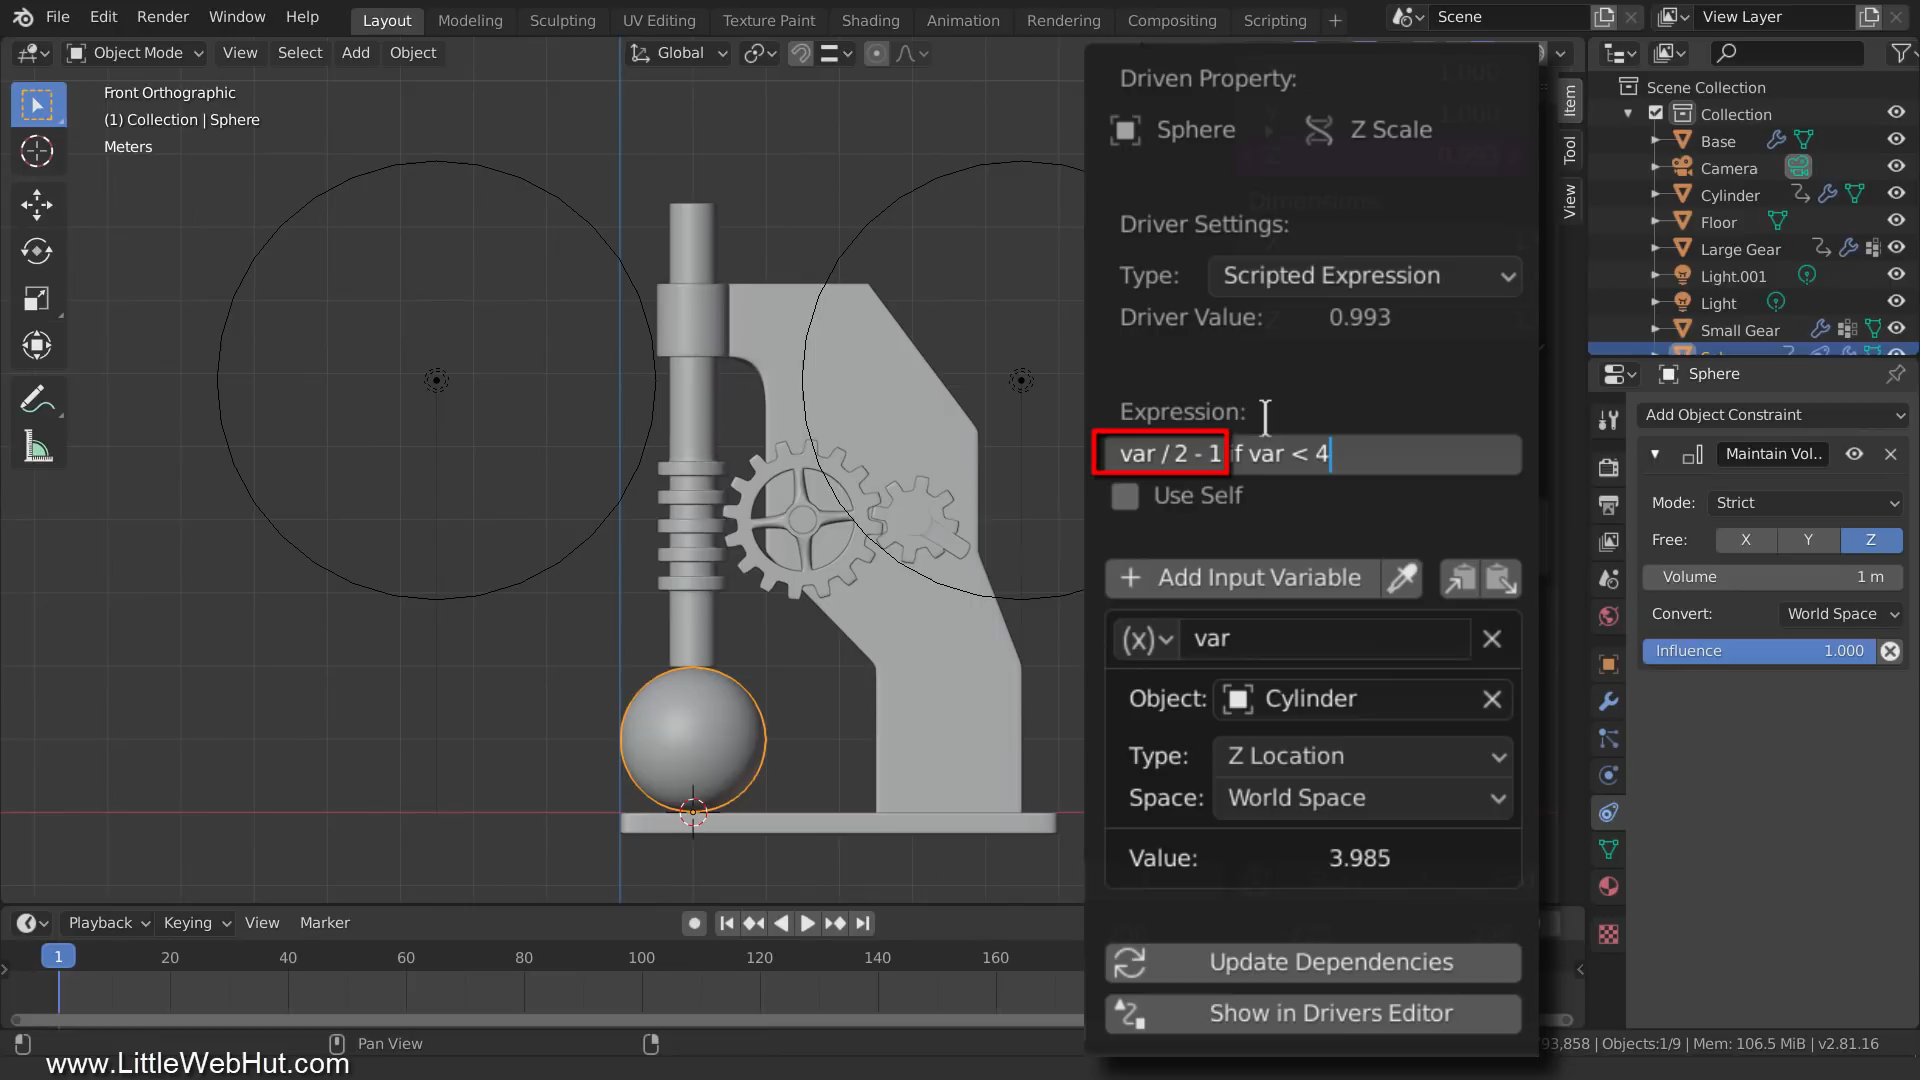 File Edit Render Window Help Layout Modeling Sculpting UV Editing Texture Paint Shading Animation Rendering Compositing Scripting + Scene View Layer
Object Mode View Select Add Object Global
Front Orthographic
(1) Collection | Sphere
Meters
Driven Property:
Sphere Z Scale
Driver Settings:
Type: Scripted Expression
Driver Value: 0.993
Expression:
var / 2 - 1 if var < 4
Use Self
+ Add Input Variable
(x) var
Object: Cylinder
Type: Z Location
Space: World Space
Value: 3.985
Update Dependencies
Show in Drivers Editor
Item
Tool
View
Scene Collection
Collection
Base
Camera
Cylinder
Floor
Large Gear
Light.001
Light
Small Gear
Sphere
Add Object Constraint
Maintain Vol..
Mode: Strict
Free: X Y Z
Volume 1 m
Convert: World Space
Influence 1.000
Playback Keying View Marker
1 20 40 60 80 100 120 140 160
Pan View
93,858 | Objects:1/9 | Mem: 106.5 MiB | v2.81.16
www.LittleWebHut.com